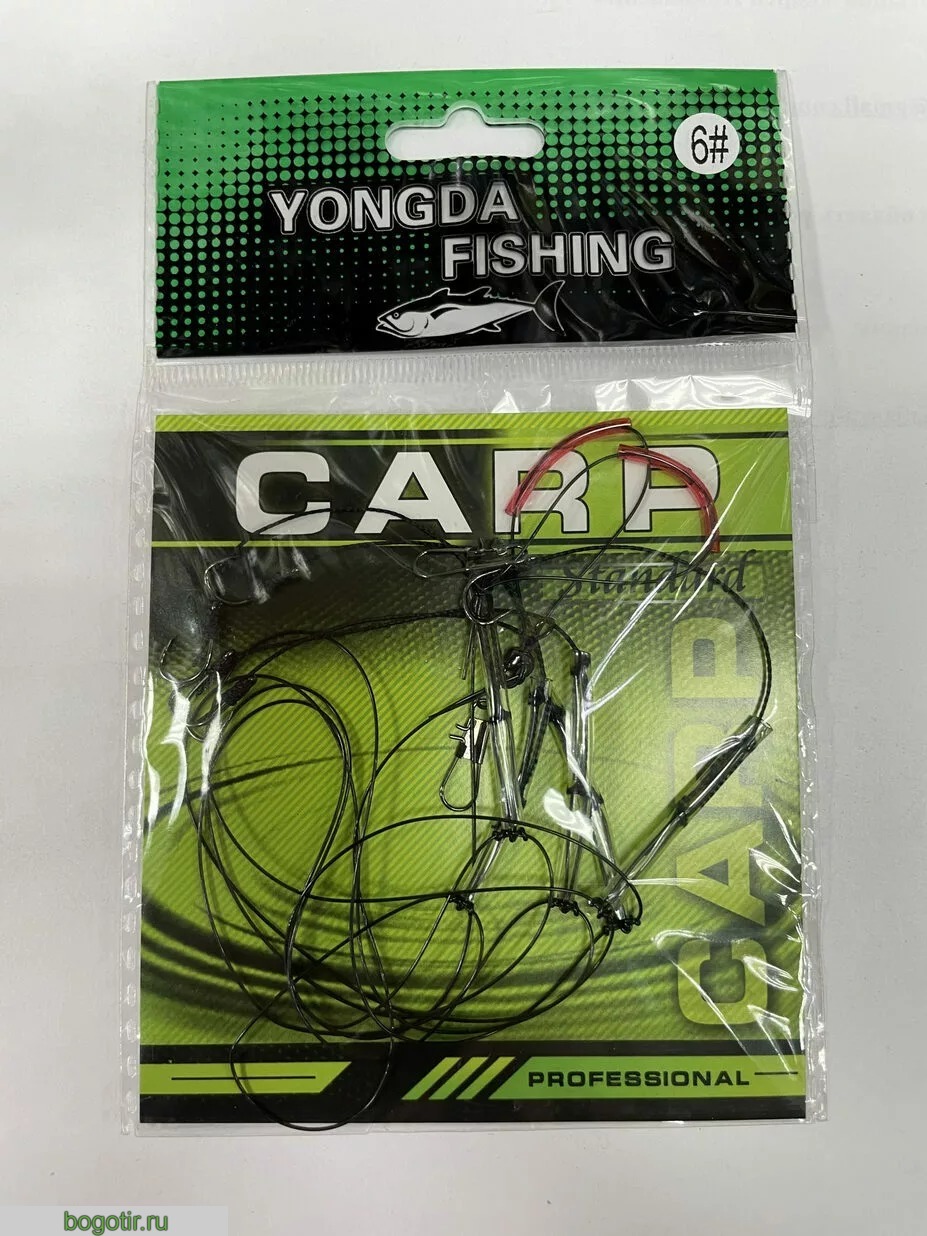 6#
YONGDA
FISHING
CARP
Standard
CARP
PROFESSIONAL
bogotir.ru